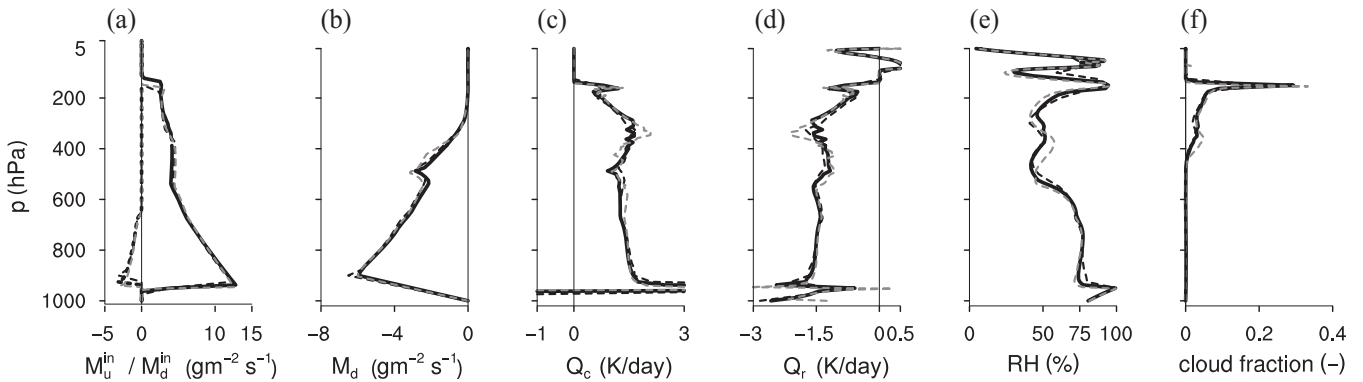 (a) (b) (c) (d) (e) (f)
5
200
400
600
800
1000
p (hPa)
−5 0 10 15 −8 −4 0 −1 0 3 −3 −1.5 0 0.5 50 75 100 0 0.2 0.4
M_u^in / M_d^in (gm⁻² s⁻¹) M_d (gm⁻² s⁻¹) Q_c (K/day) Q_r (K/day) RH (%) cloud fraction (−)